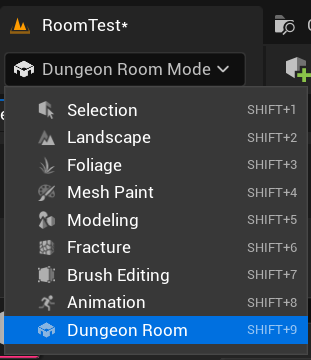 RoomTest*
Dungeon Room Mode
Selection SHIFT+1
Landscape SHIFT+2
Foliage SHIFT+3
Mesh Paint SHIFT+4
Modeling SHIFT+5
Fracture SHIFT+6
Brush Editing SHIFT+7
Animation SHIFT+8
Dungeon Room SHIFT+9